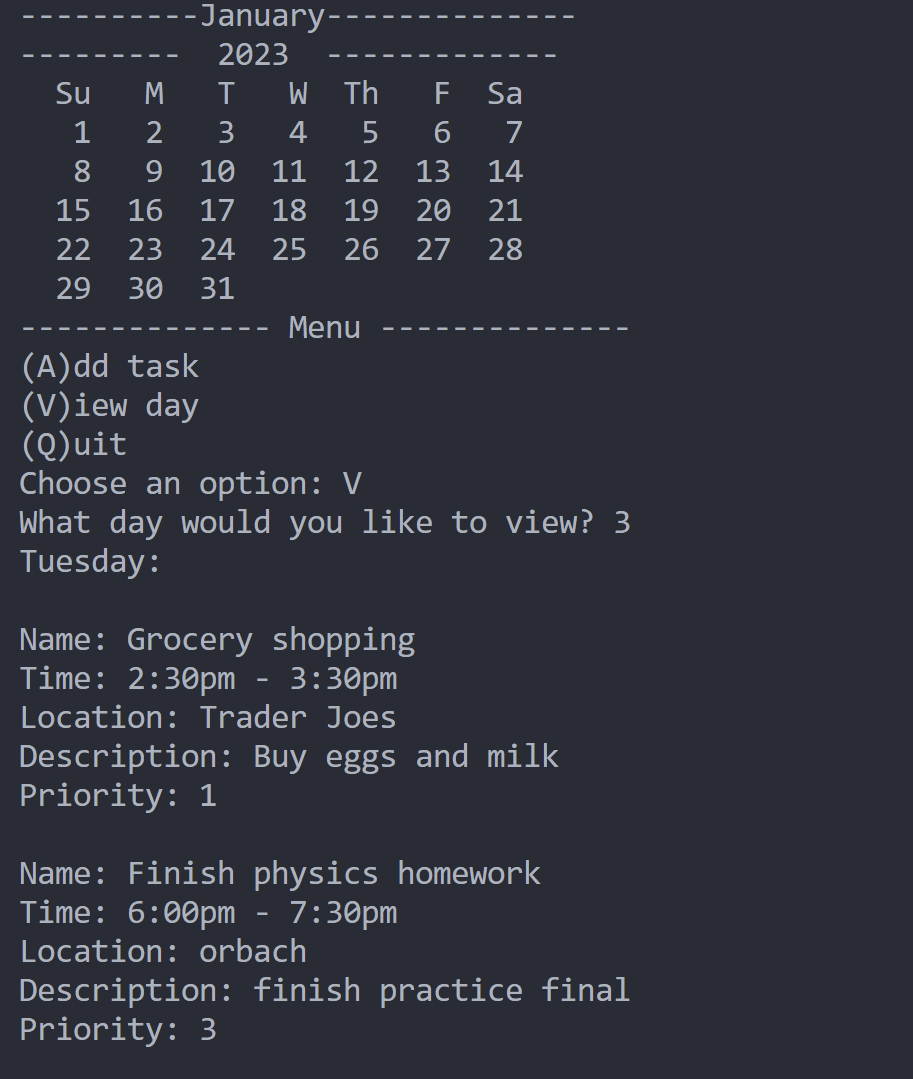 ----------January--------------
---------  2023  -------------
  Su   M   T   W  Th   F  Sa
   1   2   3   4   5   6   7
   8   9  10  11  12  13  14
  15  16  17  18  19  20  21
  22  23  24  25  26  27  28
  29  30  31
-------------- Menu --------------
(A)dd task
(V)iew day
(Q)uit
Choose an option: V
What day would you like to view? 3
Tuesday:

Name: Grocery shopping
Time: 2:30pm - 3:30pm
Location: Trader Joes
Description: Buy eggs and milk
Priority: 1

Name: Finish physics homework
Time: 6:00pm - 7:30pm
Location: orbach
Description: finish practice final
Priority: 3